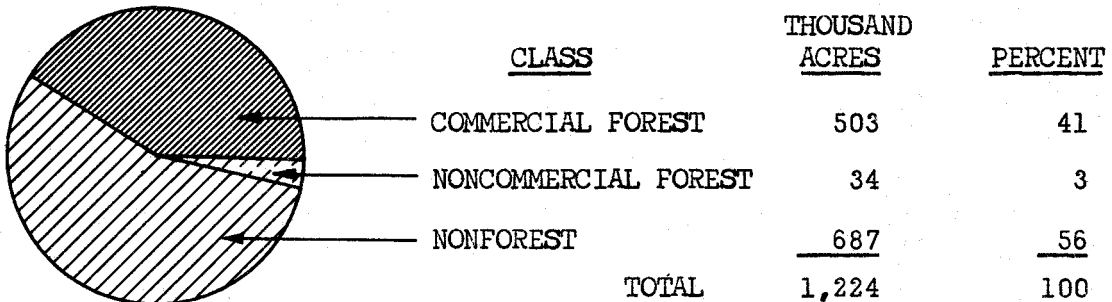 THOUSAND
CLASS ACRES PERCENT
COMMERCIAL FOREST 503 41
NONCOMMERCIAL FOREST 34 3
NONFOREST 687 56
TOTAL 1,224 100